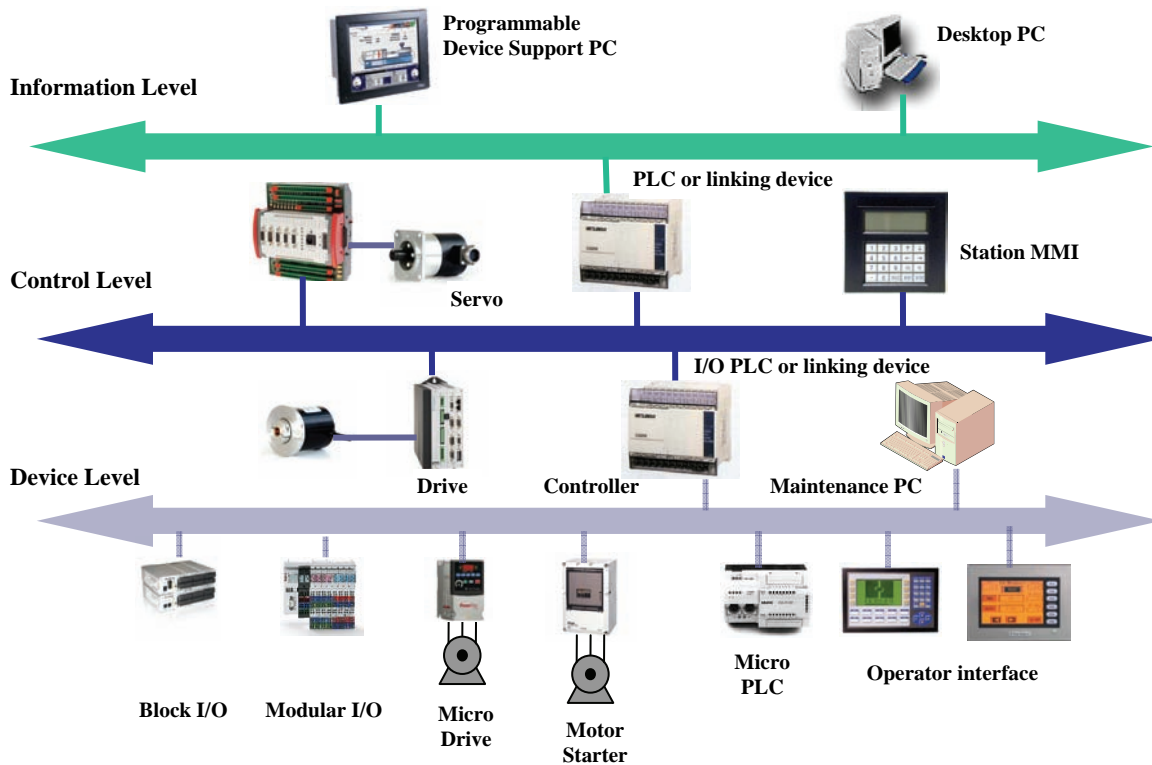 Programmable
Device Support PC
Desktop PC
Information Level
PLC or linking device
Station MMI
Servo
Control Level
I/O PLC or linking device
Device Level
Drive
Controller
Maintenance PC
Block I/O
Modular I/O
Micro
Drive
Motor
Starter
Micro
PLC
Operator interface